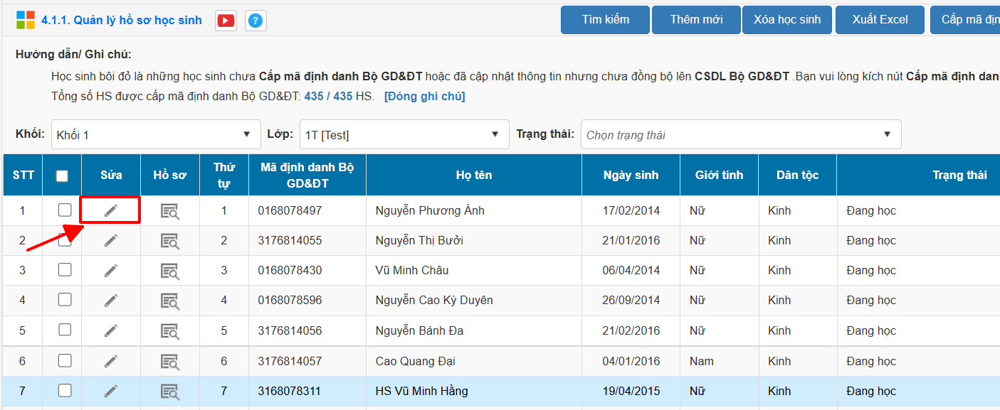 4.1.1. Quản lý hồ sơ học sinh ? Tìm kiếm Thêm mới Xóa học sinh Xuất Excel Cấp mã địn
Hướng dẫn/ Ghi chú:
Học sinh bôi đỏ là những học sinh chưa Cấp mã định danh Bộ GD&ĐT hoặc đã cập nhật thông tin nhưng chưa đồng bộ lên CSDL Bộ GD&ĐT .Bạn vui lòng kích nút Cấp mã định dan
Tổng số HS được cấp mã định danh Bộ GD&ĐT: 435 / 435 HS. [Đóng ghi chú]
Khối: Khối 1 Lớp: 1T [Test] Trạng thái: Chọn trạng thái
STT Sửa Hồ sơ Thứ tự Mã định danh Bộ GD&ĐT Họ tên Ngày sinh Giới tính Dân tộc Trạng thái
1 1 0168078497 Nguyễn Phương Ánh 17/02/2014 Nữ Kinh Đang học
2 2 3176814055 Nguyễn Thị Bưởi 21/01/2016 Nữ Kinh Đang học
3 3 0168078430 Vũ Minh Châu 06/04/2014 Nữ Kinh Đang học
4 4 0168078596 Nguyễn Cao Kỳ Duyên 26/09/2014 Nữ Kinh Đang học
5 5 3176814056 Nguyễn Bánh Đa 21/02/2016 Nữ Kinh Đang học
6 6 3176814057 Cao Quang Đại 04/01/2016 Nam Kinh Đang học
7 7 3168078311 HS Vũ Minh Hằng 19/04/2015 Nữ Kinh Đang học